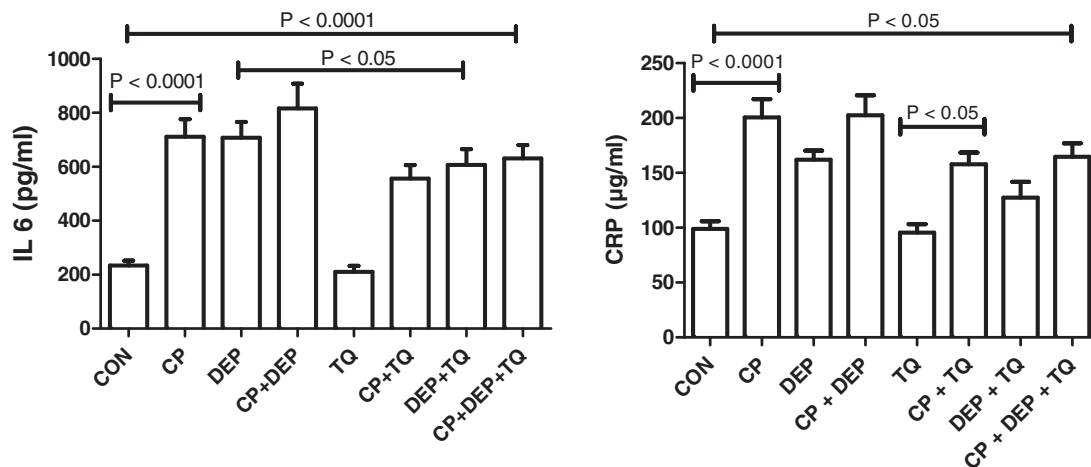 P < 0.0001
P < 0.05
P < 0.0001
IL 6 (pg/ml)
1000
800
600
400
200
0
CON
CP
DEP
CP+DEP
TQ
CP+TQ
DEP+TQ
CP+DEP+TQ
P < 0.05
P < 0.0001
P < 0.05
CRP (µg/ml)
250
200
150
100
50
0
CON
CP
DEP
CP + DEP
TQ
CP + TQ
DEP + TQ
CP + DEP + TQ